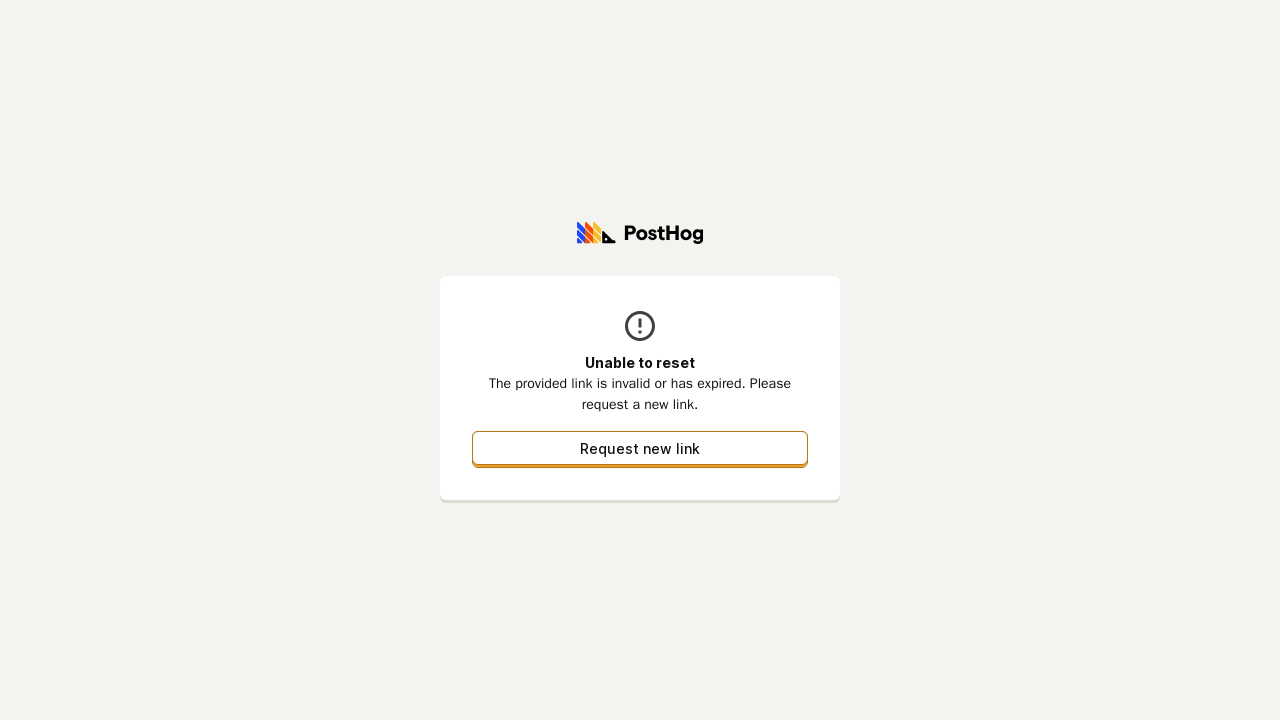 PostHog
Unable to reset
The provided link is invalid or has expired. Please
request a new link.
Request new link